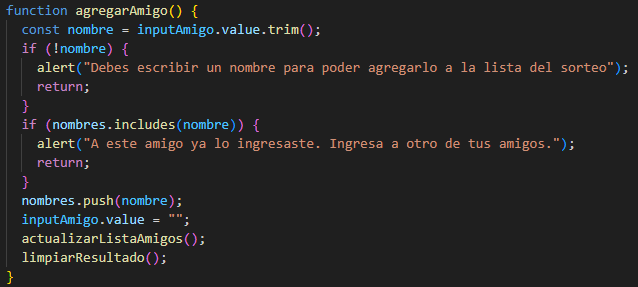 function agregarAmigo() {
  const nombre = inputAmigo.value.trim();
  if (!nombre) {
    alert("Debes escribir un nombre para poder agregarlo a la lista del sorteo");
    return;
  }
  if (nombres.includes(nombre)) {
    alert("A este amigo ya lo ingresaste. Ingresa a otro de tus amigos.");
    return;
  }
  nombres.push(nombre);
  inputAmigo.value = "";
  actualizarListaAmigos();
  limpiarResultado();
}